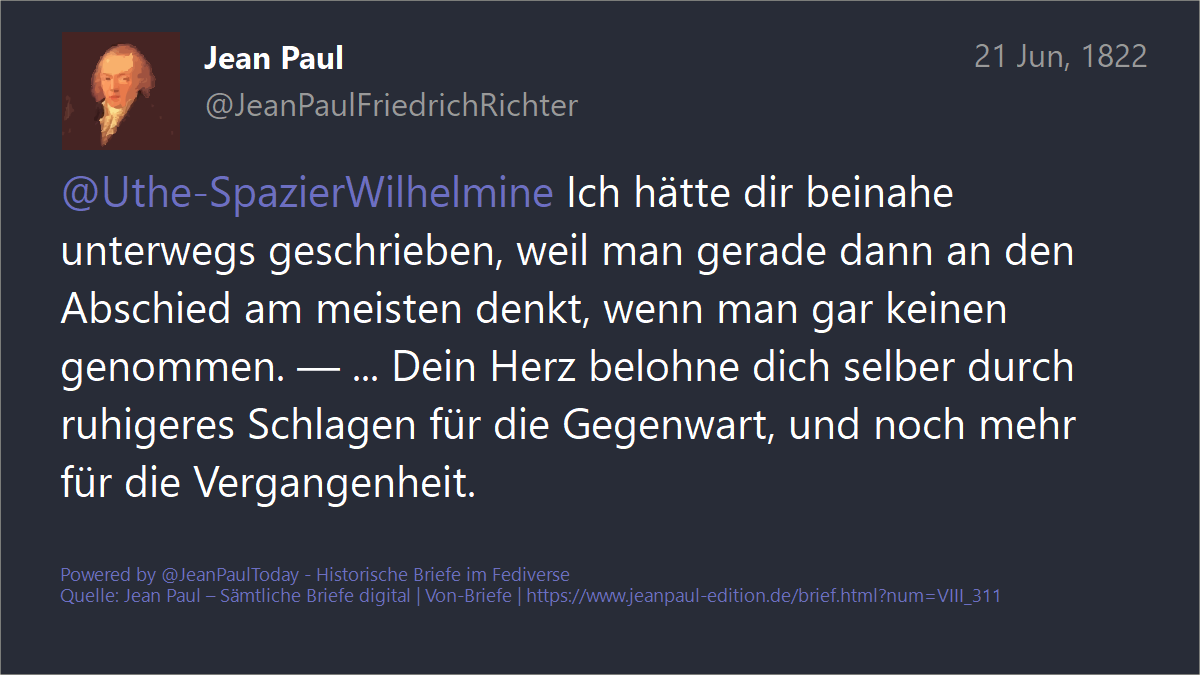 Jean Paul
21 Jun, 1822
@JeanPaulFriedrichRichter
@Uthe-SpazierWilhelmine Ich hätte dir beinahe
unterwegs geschrieben, weil man gerade dann an den
Abschied am meisten denkt, wenn man gar keinen
genommen. — ... Dein Herz belohne dich selber durch
ruhigeres Schlagen für die Gegenwart, und noch mehr
für die Vergangenheit.
Powered by @JeanPaulToday - Historische Briefe im Fediverse
Quelle: Jean Paul – Sämtliche Briefe digital | Von-Briefe | https://www.jeanpaul-edition.de/brief.html?num=VIII_311